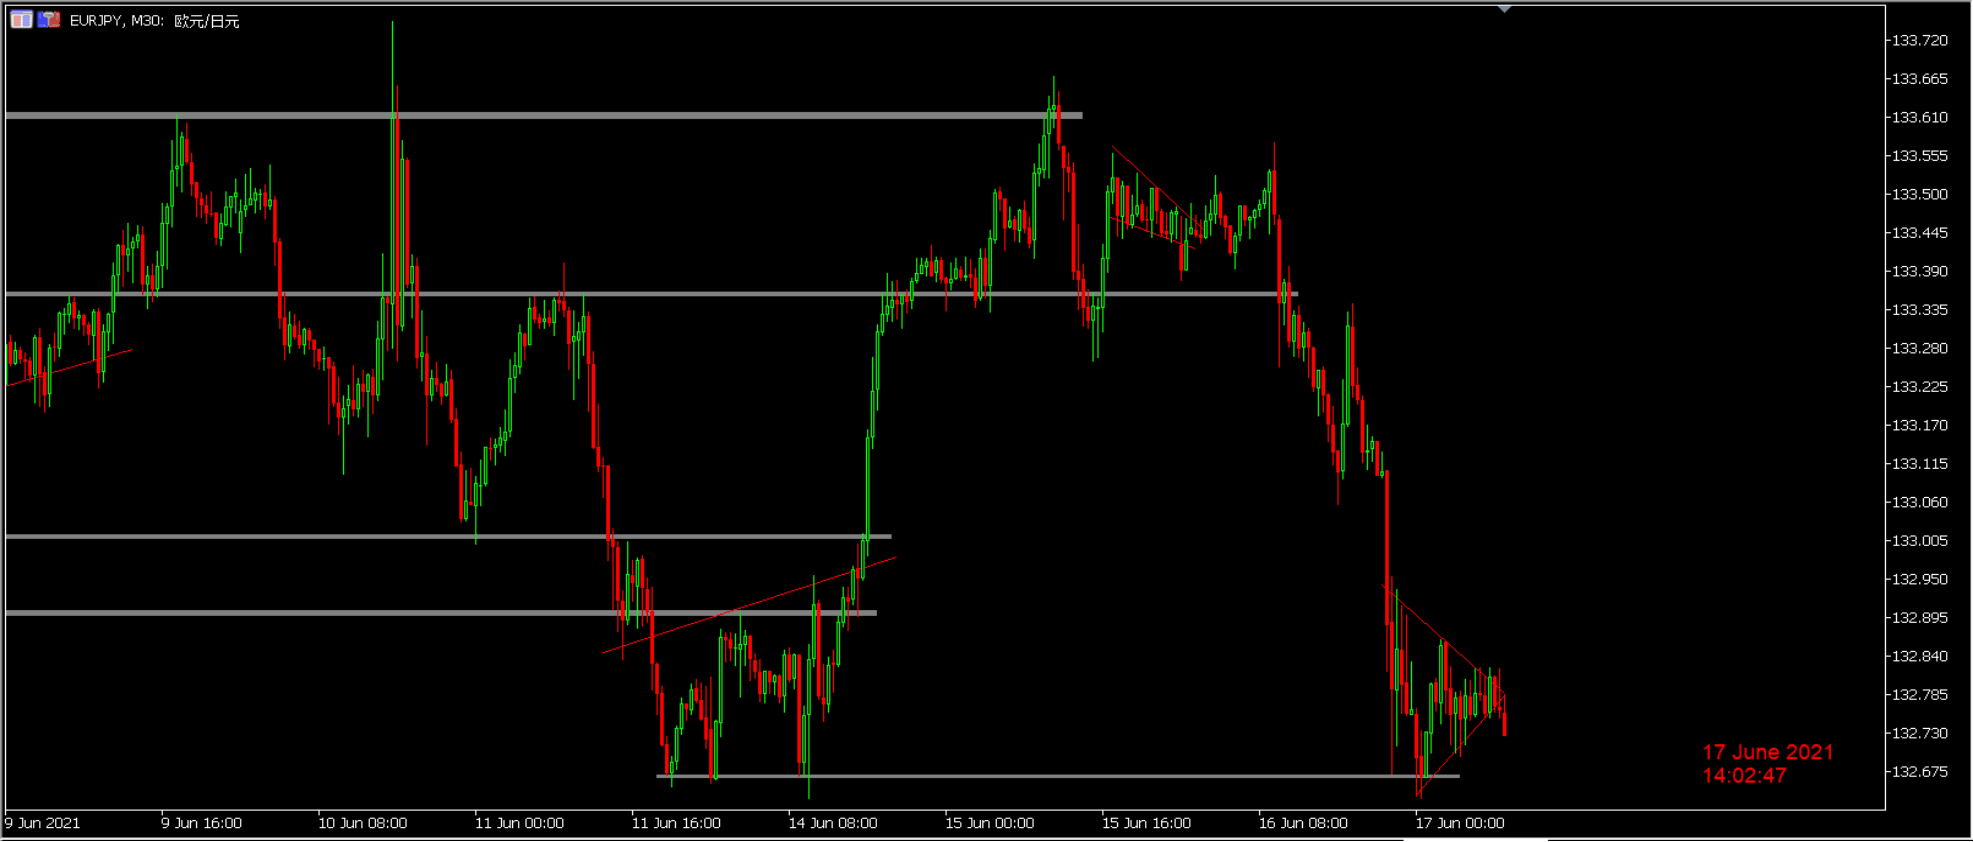 EURJPY, M30: 欧元/日元
133.720
133.665
133.610
133.555
133.500
133.445
133.390
133.335
133.280
133.225
133.170
133.115
133.060
133.005
132.950
132.895
132.840
132.785
132.730
132.675
17 June 2021
14:02:47
9 Jun 2021
9 Jun 16:00
10 Jun 08:00
11 Jun 00:00
11 Jun 16:00
14 Jun 08:00
15 Jun 00:00
15 Jun 16:00
16 Jun 08:00
17 Jun 00:00